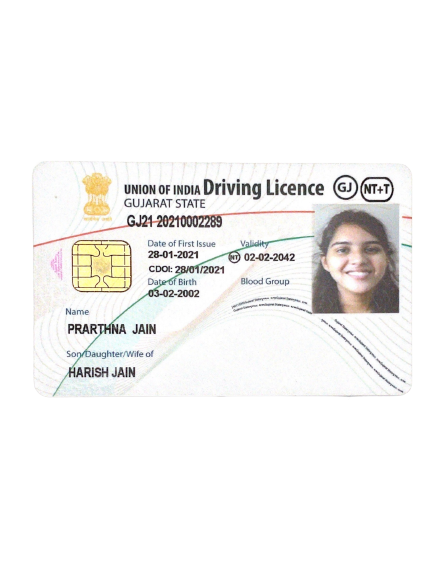 UNION OF INDIA Driving Licence GJ NT+T
GUJARAT STATE
GJ21 20210002289
Date of First Issue Validity
28-01-2021 NT 02-02-2042
CDOI: 28/01/2021
Date of Birth Blood Group
03-02-2002
Name
PRARTHNA JAIN
Son/Daughter/Wife of
HARISH JAIN